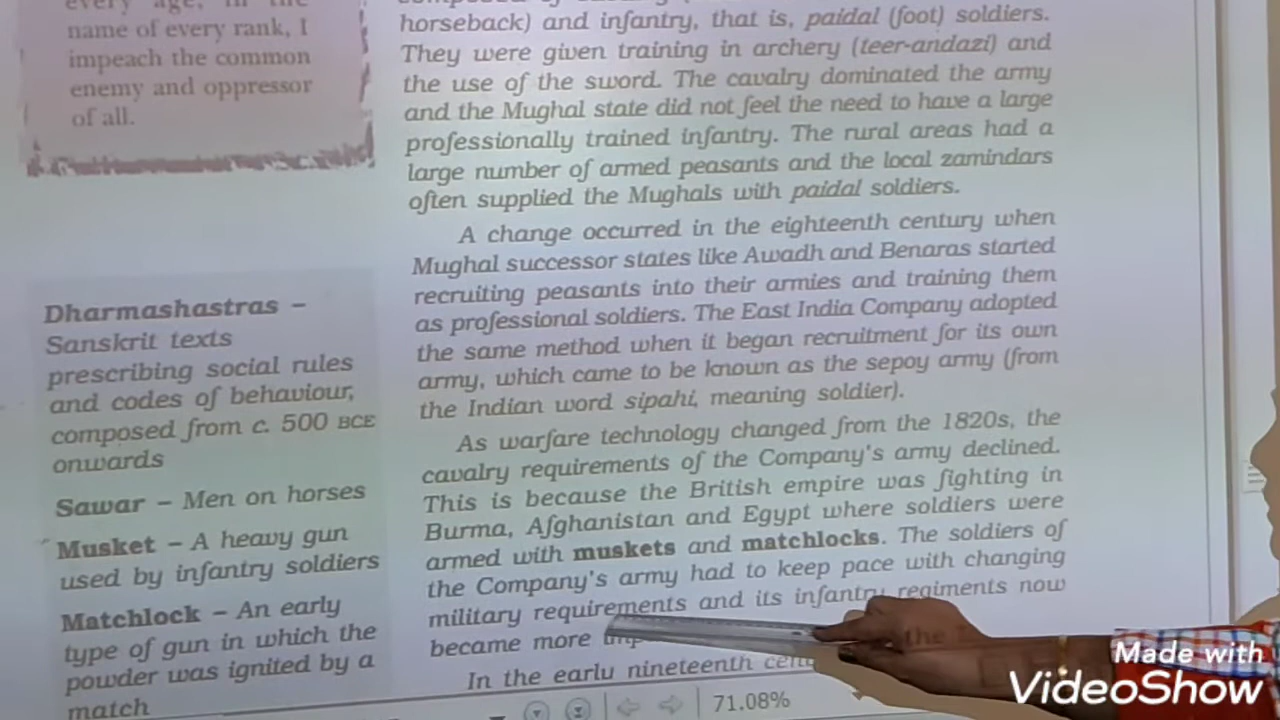 every age, in the
name of every rank, I
impeach the common
enemy and oppressor
of all.
Dharmashastras –
Sanskrit texts
prescribing social rules
and codes of behaviour,
composed from c. 500 BCE
onwards
Sawar – Men on horses
Musket – A heavy gun
used by infantry soldiers
Matchlock – An early
type of gun in which the
powder was ignited by a
match
horseback) and infantry, that is, paidal (foot) soldiers.
They were given training in archery (teer-andazi) and
the use of the sword. The cavalry dominated the army
and the Mughal state did not feel the need to have a large
professionally trained infantry. The rural areas had a
large number of armed peasants and the local zamindars
often supplied the Mughals with paidal soldiers.
A change occurred in the eighteenth century when
Mughal successor states like Awadh and Benaras started
recruiting peasants into their armies and training them
as professional soldiers. The East India Company adopted
the same method when it began recruitment for its own
army, which came to be known as the sepoy army (from
the Indian word sipahi, meaning soldier).
As warfare technology changed from the 1820s, the
cavalry requirements of the Company's army declined.
This is because the British empire was fighting in
Burma, Afghanistan and Egypt where soldiers were
armed with muskets and matchlocks. The soldiers of
the Company's army had to keep pace with changing
military requirements and its infantry regiments now
became more
In the early nineteenth
71.08%
Made with
VideoShow